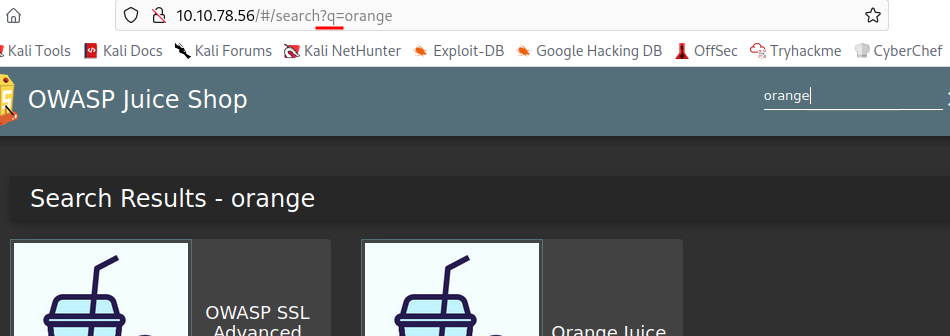 10.10.78.56/#/search?q=orange
Kali Tools Kali Docs Kali Forums Kali NetHunter Exploit-DB Google Hacking DB OffSec Tryhackme CyberChef
OWASP Juice Shop
orange
Search Results - orange
OWASP SSL
Advanced
Orange Juice